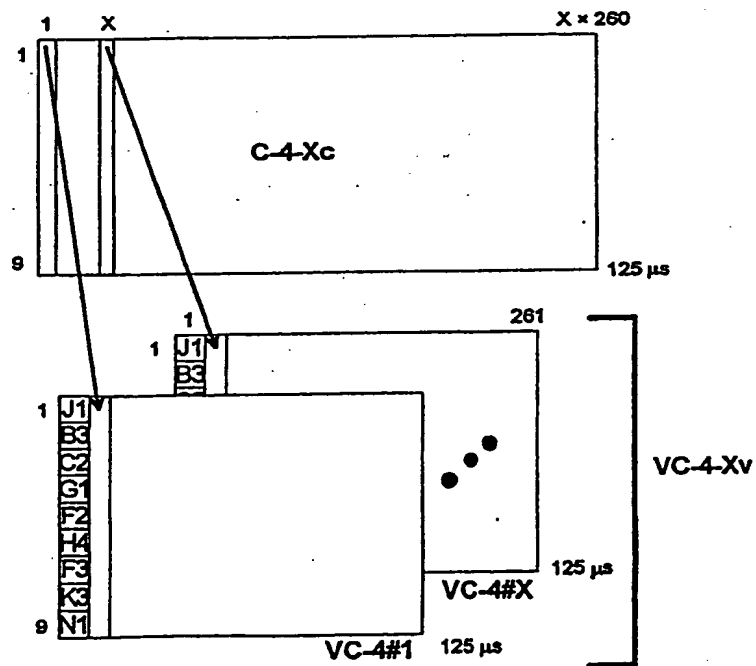 1 X X × 260
1
C-4-Xc
9
125 µs
1 261
1 J1
B3
1 J1
B3
C2
G1
F2
H4
F3
K3
9 N1
VC-4-Xv
125 µs
VC-4#X
VC-4#1
125 µs